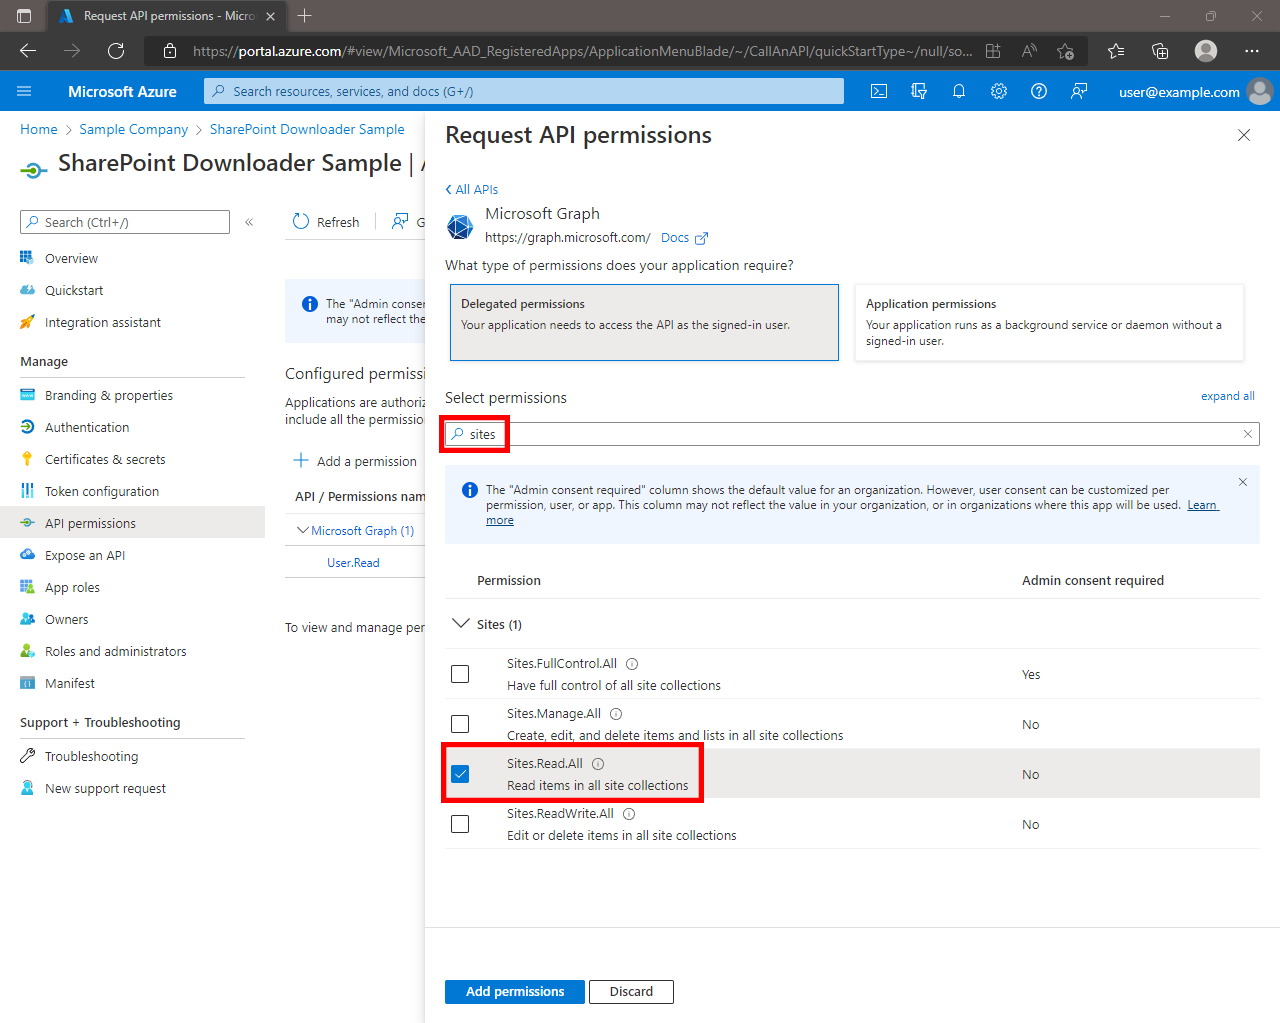 Request API permissions - Micro
https://portal.azure.com/#view/Microsoft_AAD_RegisteredApps/ApplicationMenuBlade/~/CallAnAPI/quickStartType~/null/so...
Microsoft Azure
Search resources, services, and docs (G+/)
user@example.com
Home > Sample Company > SharePoint Downloader Sample
SharePoint Downloader Sample | A
Search (Ctrl+/)
«
Overview
Quickstart
Integration assistant
Manage
Branding & properties
Authentication
Certificates & secrets
Token configuration
API permissions
Expose an API
App roles
Owners
Roles and administrators
Manifest
Support + Troubleshooting
Troubleshooting
New support request
Refresh
G
The "Admin consent
may not reflect the
Configured permissi
Applications are authoriz
include all the permission
Add a permission
API / Permissions nam
Microsoft Graph (1)
User.Read
To view and manage per
Request API permissions
All APIs
Microsoft Graph
https://graph.microsoft.com/ Docs
What type of permissions does your application require?
Delegated permissions
Your application needs to access the API as the signed-in user.
Application permissions
Your application runs as a background service or daemon without a
signed-in user.
Select permissions
expand all
sites
The "Admin consent required" column shows the default value for an organization. However, user consent can be customized per
permission, user, or app. This column may not reflect the value in your organization, or in organizations where this app will be used. Learn
more
Permission
Admin consent required
Sites (1)
Sites.FullControl.All
Have full control of all site collections
Yes
Sites.Manage.All
Create, edit, and delete items and lists in all site collections
No
Sites.Read.All
Read items in all site collections
No
Sites.ReadWrite.All
Edit or delete items in all site collections
No
Add permissions
Discard